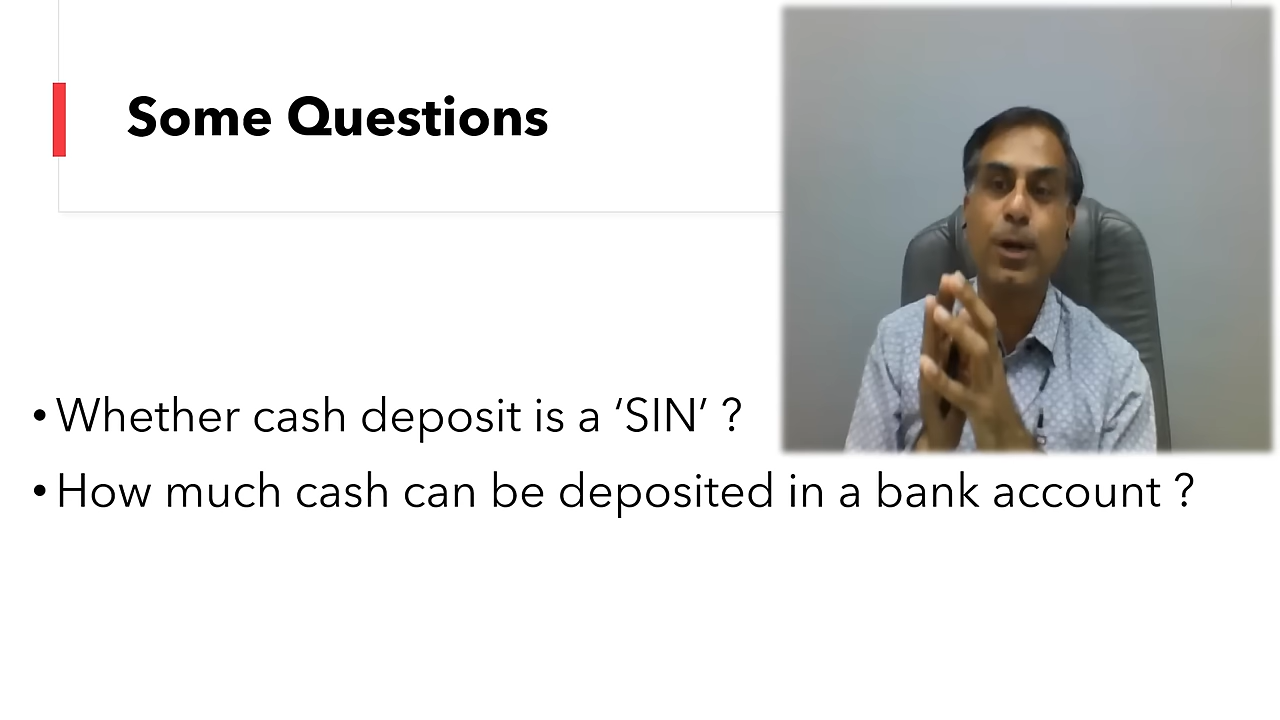 Some Questions
• Whether cash deposit is a ‘SIN’ ?
• How much cash can be deposited in a bank account ?